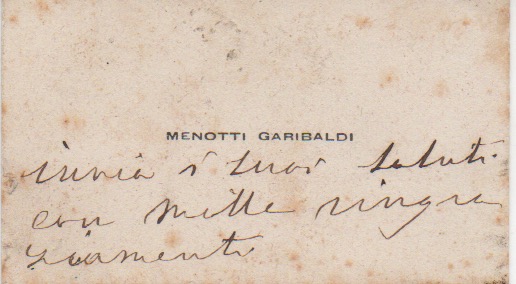 MENOTTI GARIBALDI
invia i suoi saluti
con mille ringra
ziamenti